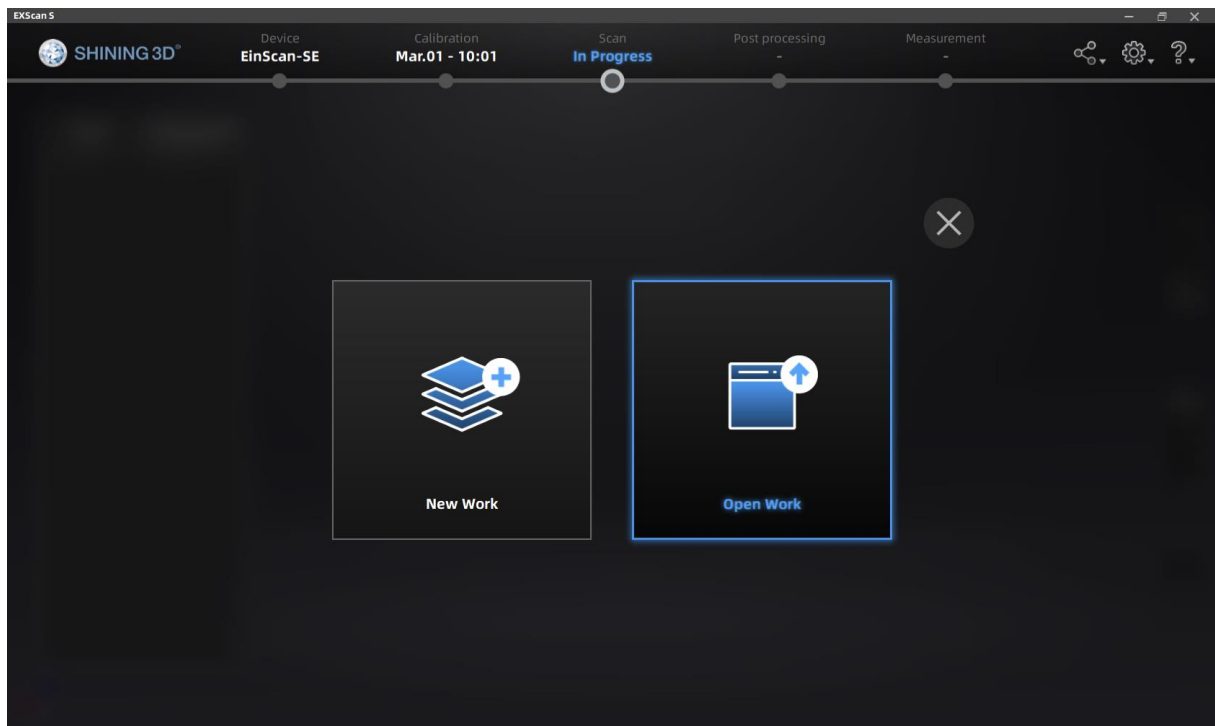 EXScan S
SHINING 3D®
Device
EinScan-SE
Calibration
Mar.01 - 10:01
Scan
In Progress
Post processing
-
Measurement
-
New Work
Open Work